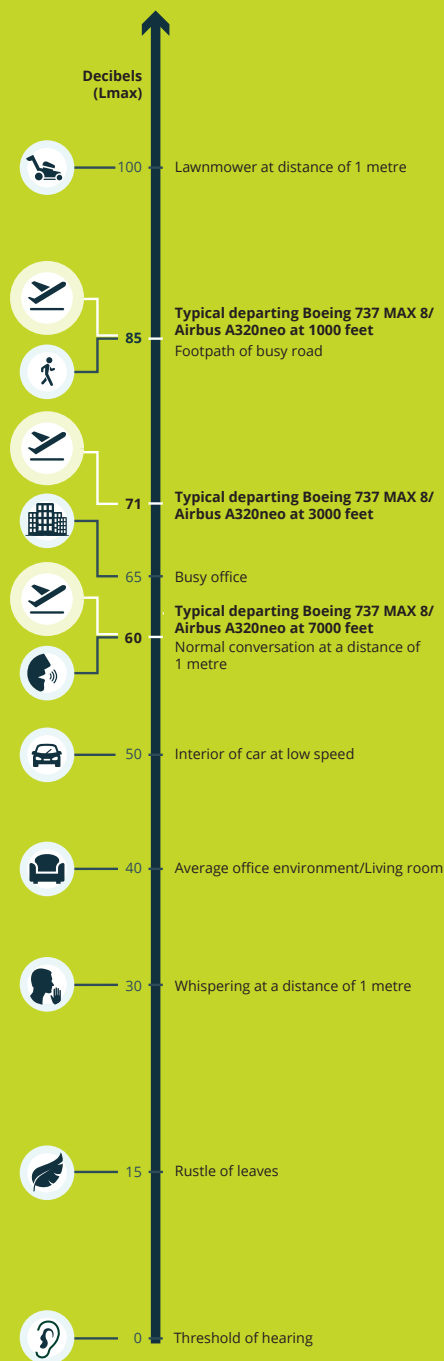 Decibels
(Lmax)
100 Lawnmower at distance of 1 metre
Typical departing Boeing 737 MAX 8/
Airbus A320neo at 1000 feet
85
Footpath of busy road
71
Typical departing Boeing 737 MAX 8/
Airbus A320neo at 3000 feet
65 Busy office
Typical departing Boeing 737 MAX 8/
Airbus A320neo at 7000 feet
60
Normal conversation at a distance of
1 metre
50 Interior of car at low speed
40 Average office environment/Living room
30 Whispering at a distance of 1 metre
15 Rustle of leaves
0 Threshold of hearing